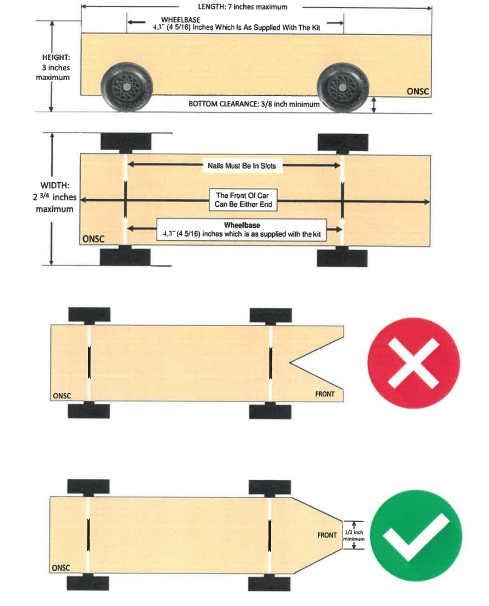 LENGTH: 7 inches maximum
WHEELBASE
4.3" (4 5/16) Inches Which Is As Supplied With The Kit
HEIGHT:
3 inches
maximum
ONSC
BOTTOM CLEARANCE: 3/8 inch minimum
Nails Must Be In Slots
WIDTH:
2 3/4 inches
maximum
The Front Of Car
Can Be Either End
Wheelbase
4.3" (4 5/16) inches which is as supplied with the kit
ONSC
ONSC
FRONT
FRONT
1/2 inch
minimum
ONSC